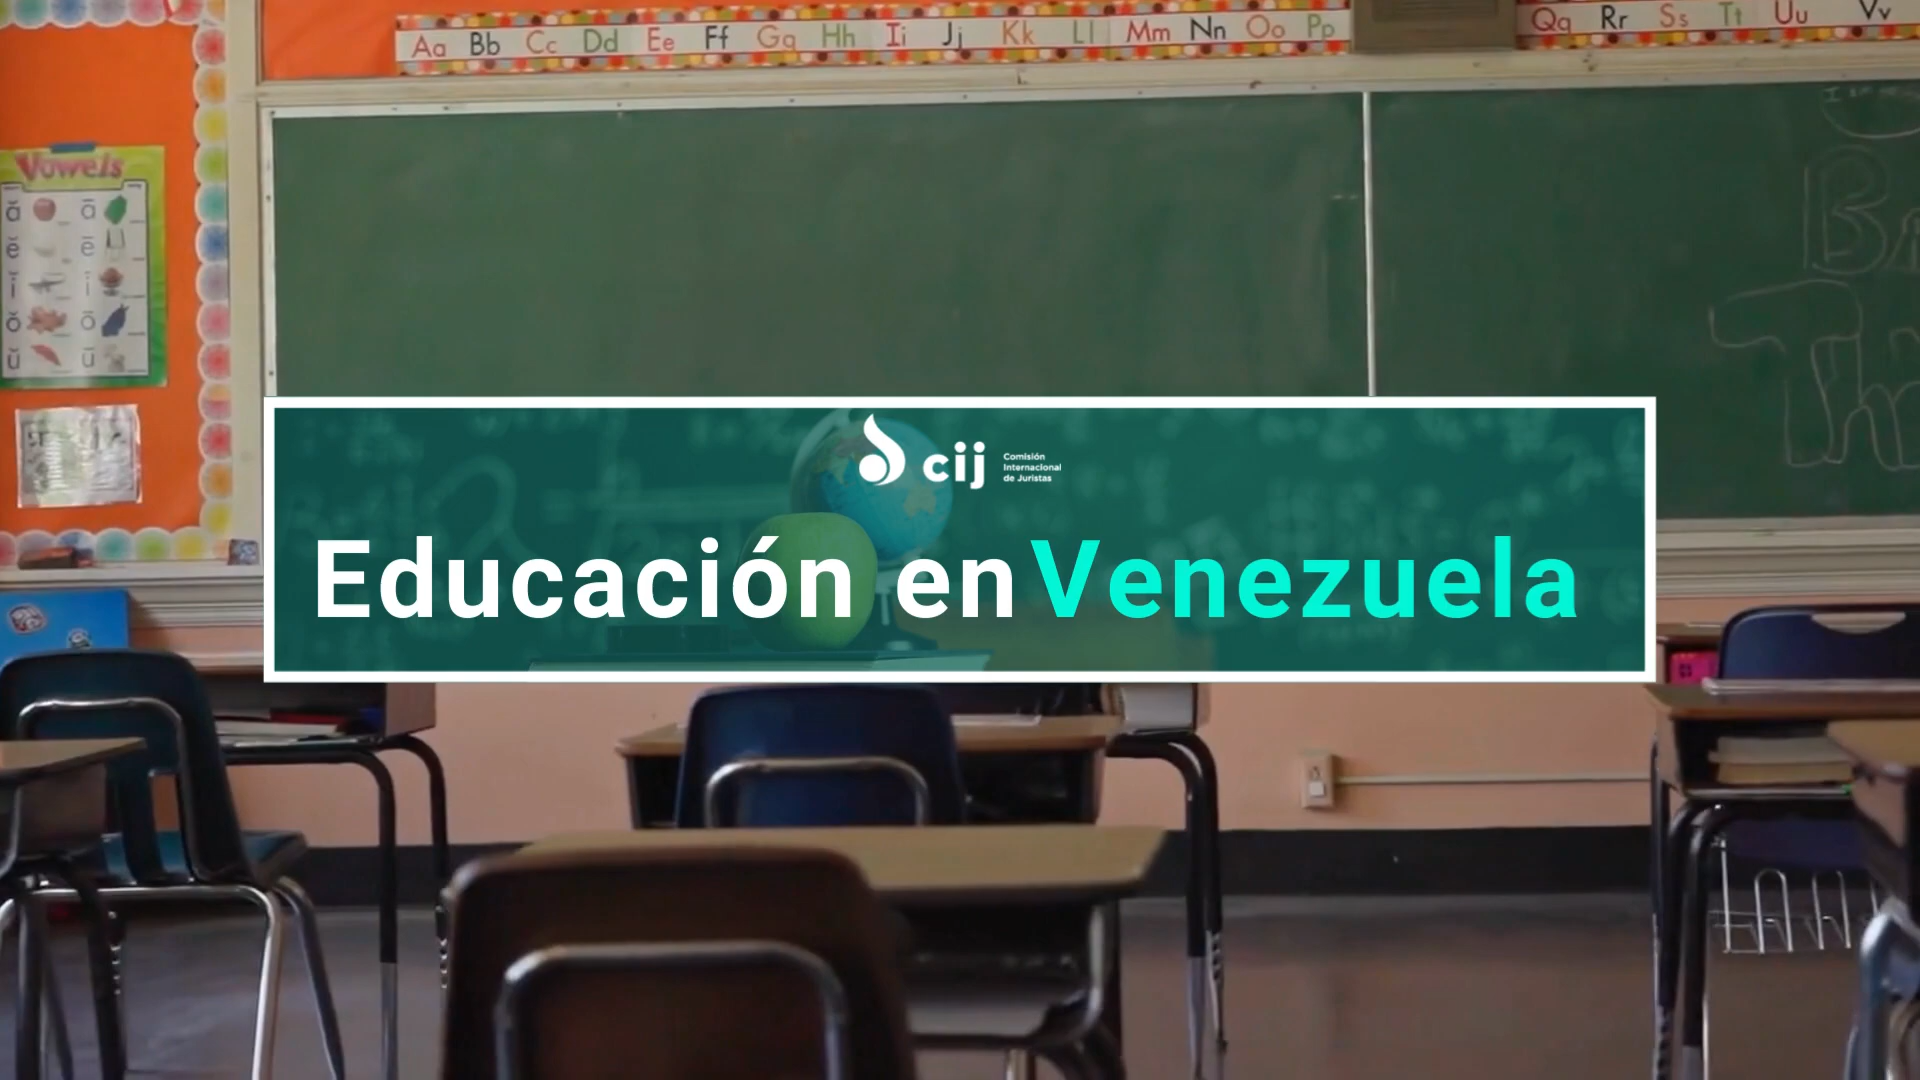 Aa Bb Cc Dd Ee Ff Gg Hh Ii Jj Kk Ll Mm Nn Oo Pp Qq Rr Ss Tt Uu Vv
Vowels
ă ā
ĕ ē
ĭ ī
ŏ ō
ŭ ū
cij
Comisión
Internacional
de Juristas
Educación en Venezuela